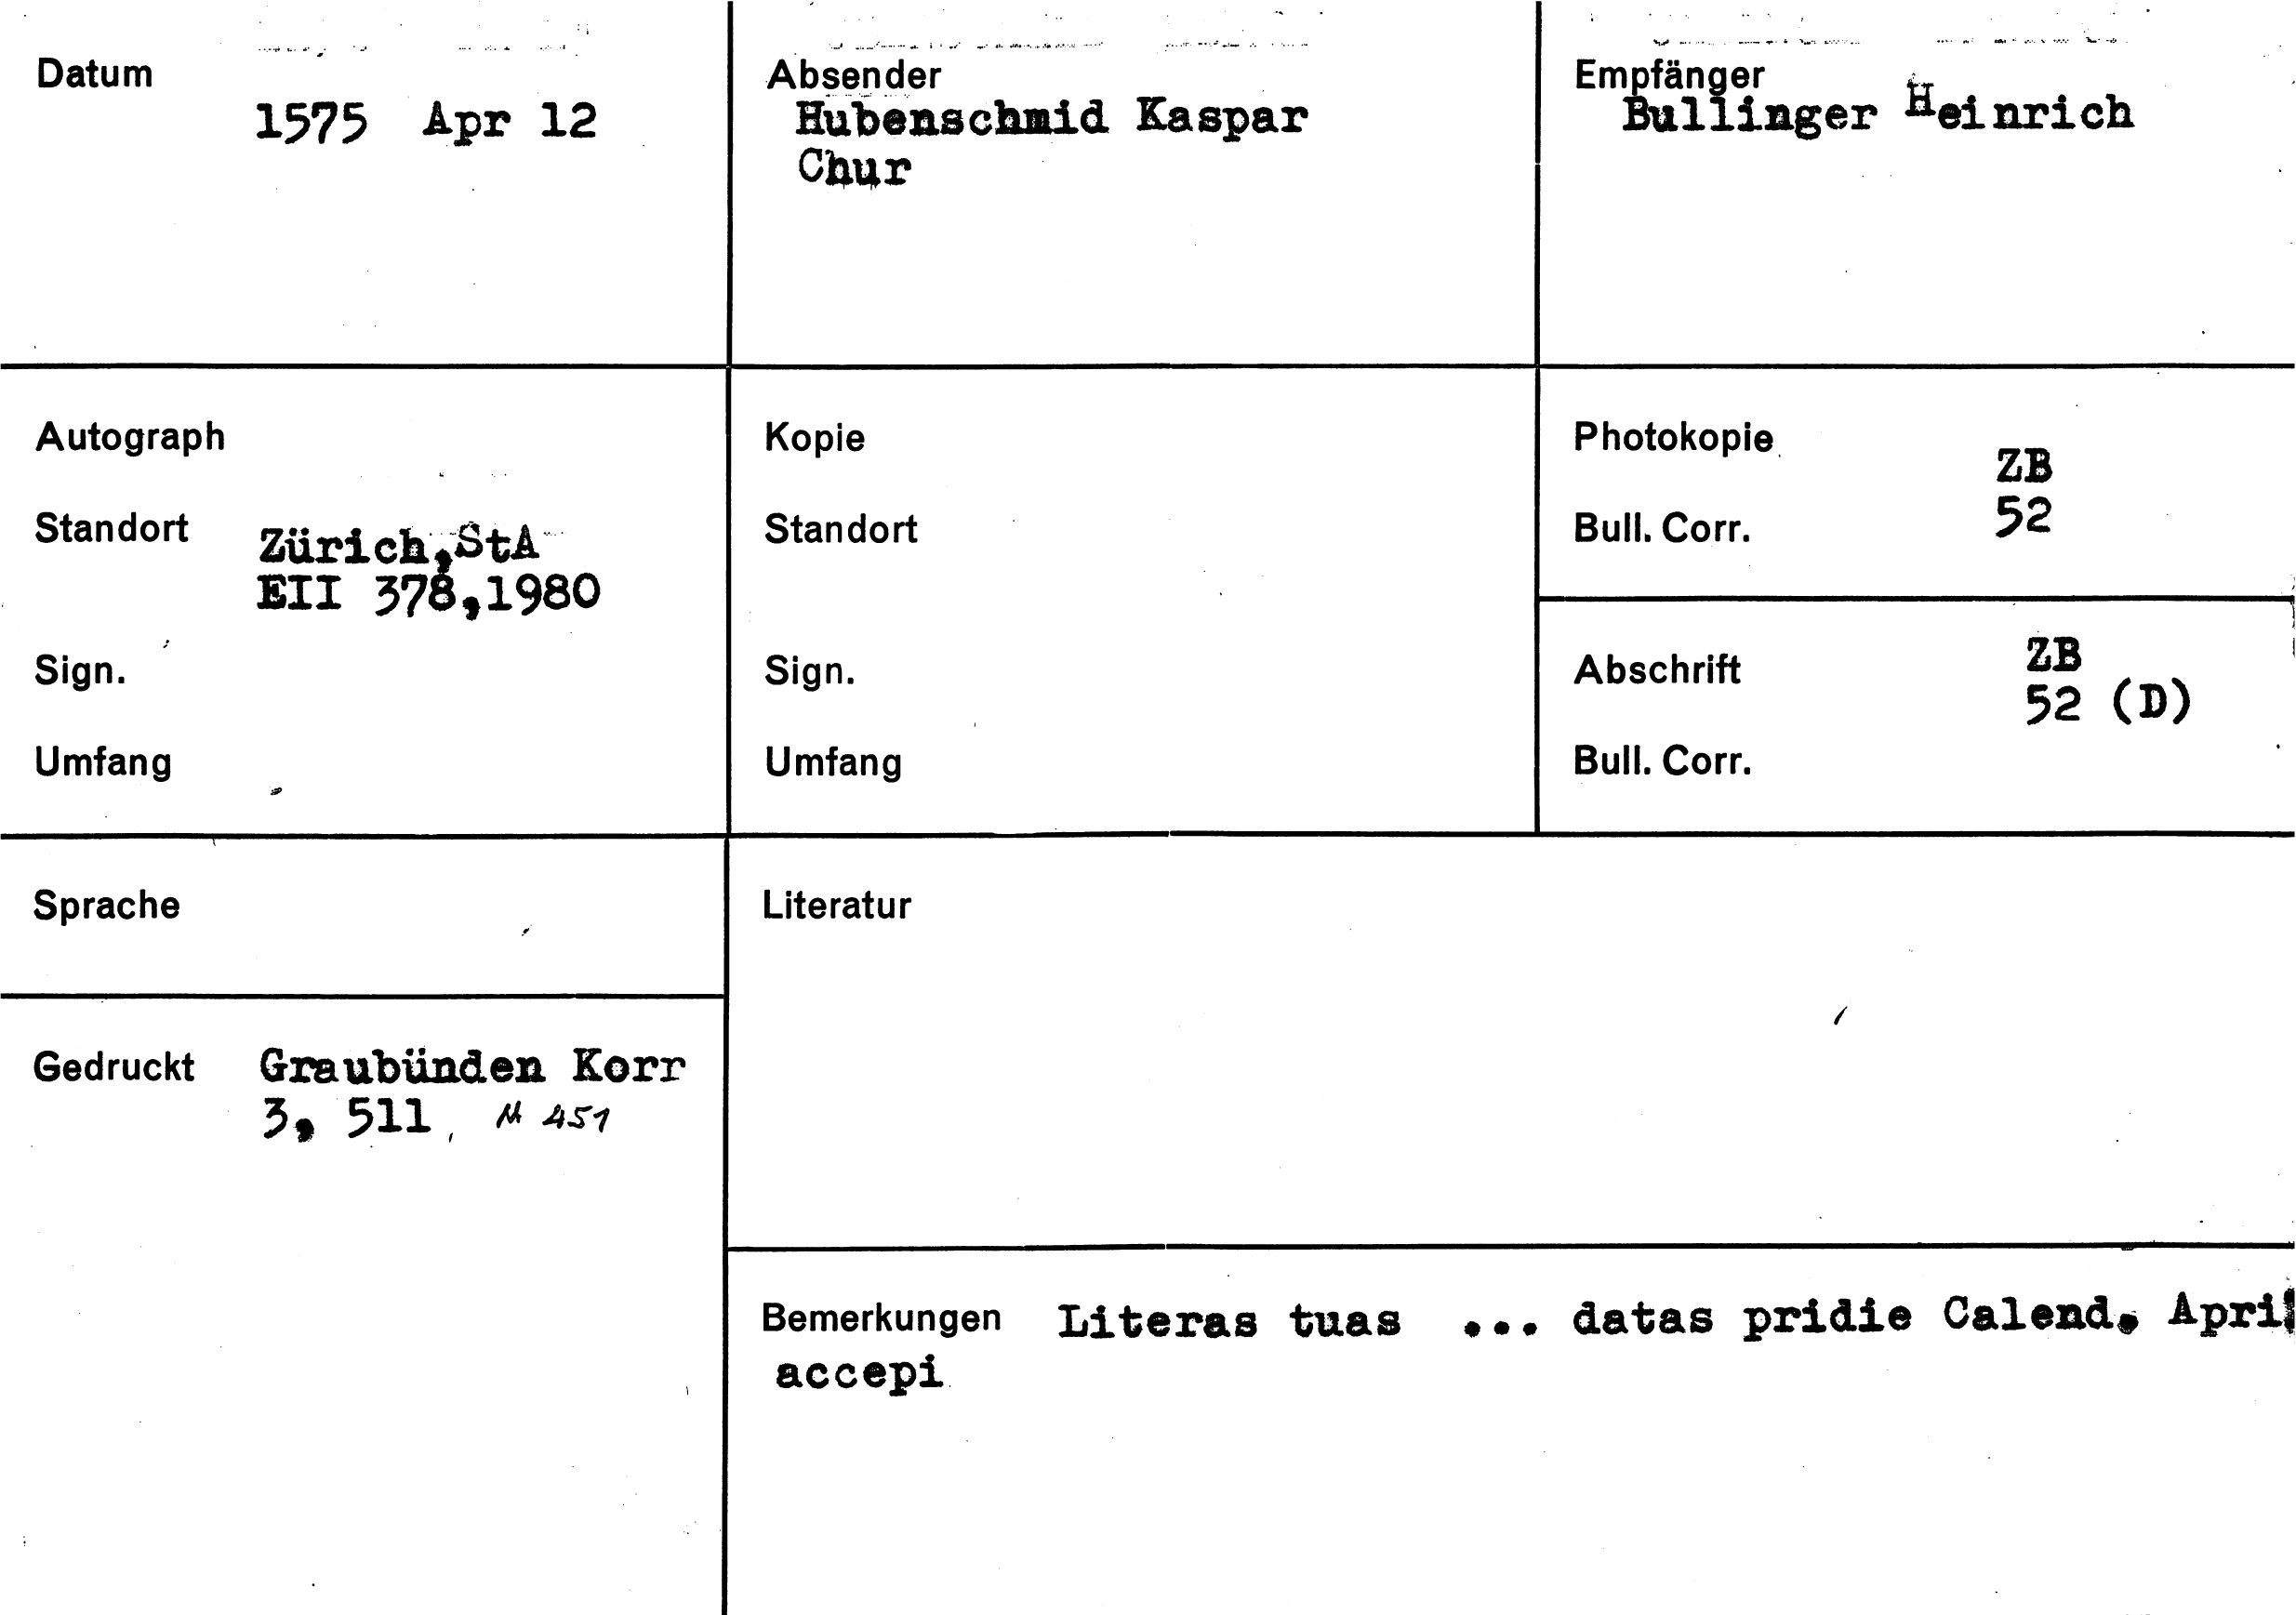 Datum
1575 Apr 12
Absender
Hubenschmid Kaspar
Chur
Empfänger
Bullinger Heinrich
Autograph
Standort
Zürich,StA
EII 378,1980
Sign.
Umfang
Kopie
Standort
Sign.
Umfang
Photokopie
ZB
Bull. Corr.
52
Abschrift
ZB
52 (D)
Bull. Corr.
Sprache
Literatur
Gedruckt Graubünden Korr
3, 511, N 451
Bemerkungen Literas tuas ... datas pridie Calend. April
accepi